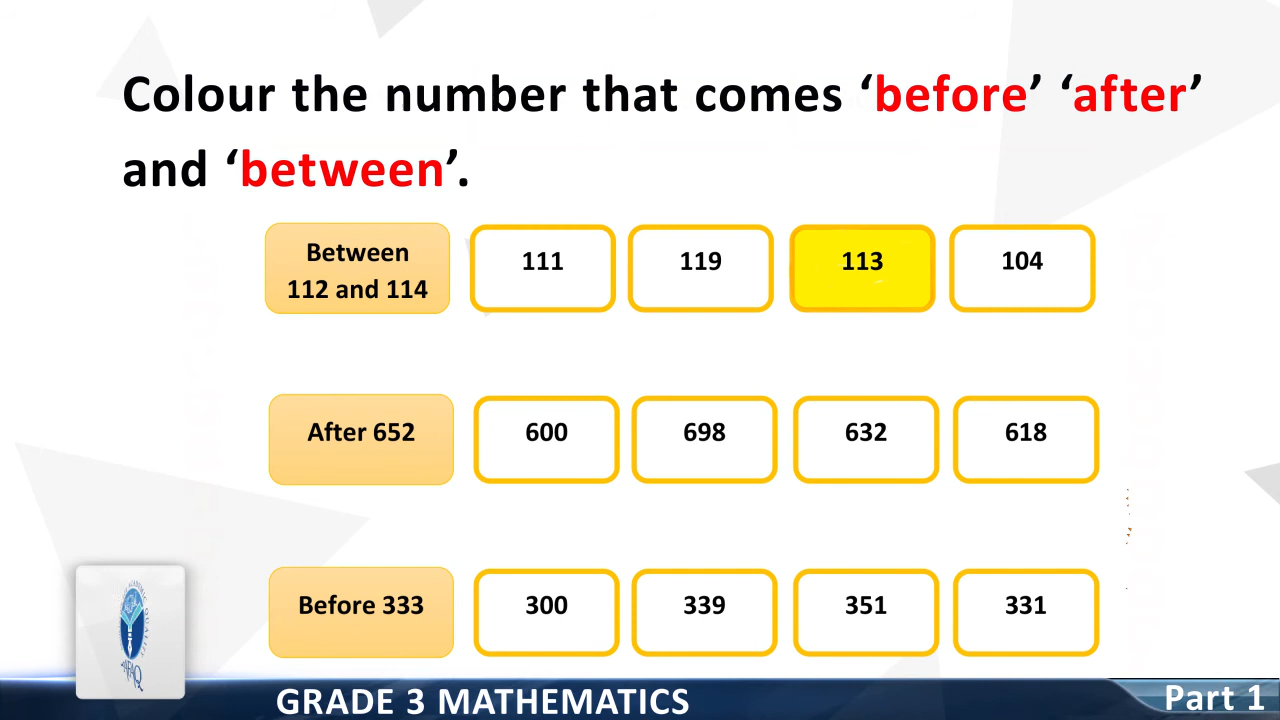 Colour the number that comes ‘before’ ‘after’
and ‘between’.
Between
112 and 114
111
119
113
104
After 652
600
698
632
618
Before 333
300
339
351
331
AFAQ
GRADE 3 MATHEMATICS
Part 1